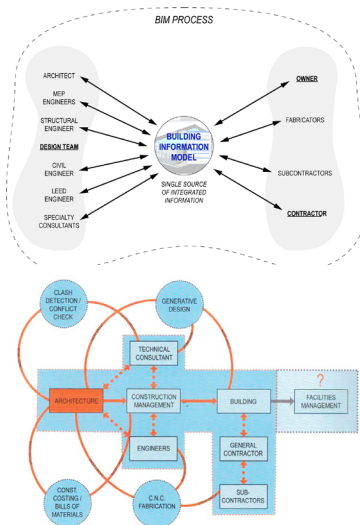 BIM PROCESS
ARCHITECT
MEP
ENGINEERS
STRUCTURAL
ENGINEER
DESIGN TEAM
CIVIL
ENGINEER
LEED
ENGINEER
SPECIALTY
CONSULTANTS
BUILDING
INFORMATION
MODEL
SINGLE SOURCE
OF INTEGRATED
INFORMATION
OWNER
FABRICATORS
SUBCONTRACTORS
CONTRACTOR
CLASH
DETECTION /
CONFLICT
CHECK
GENERATIVE
DESIGN
TECHNICAL
CONSULTANT
ARCHITECTURE
CONSTRUCTION
MANAGEMENT
BUILDING
?
FACILITIES
MANAGEMENT
ENGINEERS
GENERAL
CONTRACTOR
CONST.
COSTING /
BILLS OF
MATERIALS
C.N.C.
FABRICATION
SUB-
CONTRACTORS